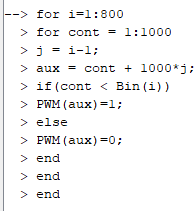 --> for i=1:800
> for cont = 1:1000
> j = i-1;
> aux = cont + 1000*j;
> if(cont < Bin(i))
> PWM(aux)=1;
> else
> PWM(aux)=0;
> end
> end
> end